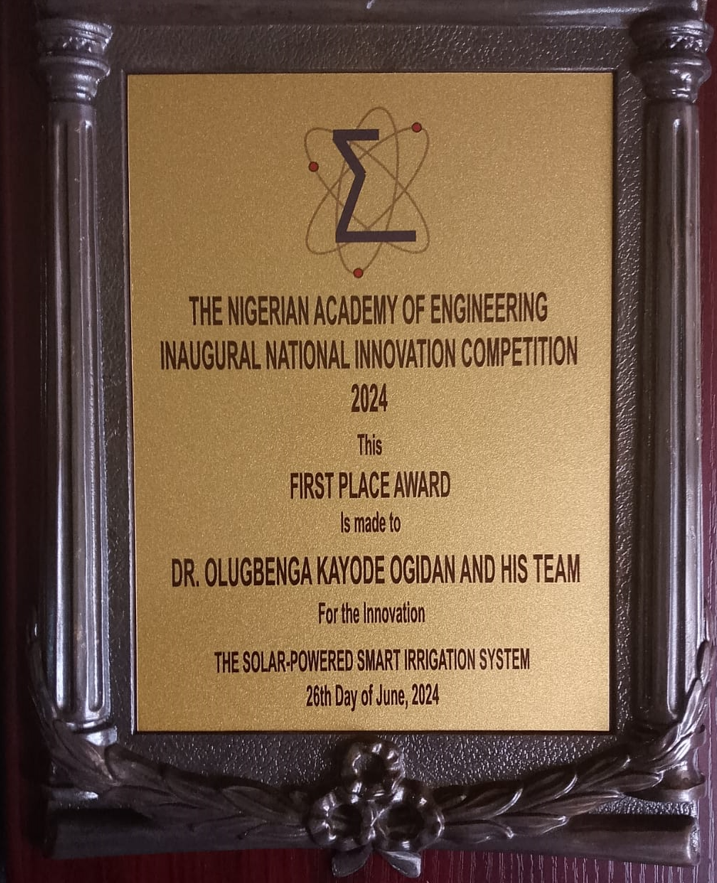 Σ
THE NIGERIAN ACADEMY OF ENGINEERING
INAUGURAL NATIONAL INNOVATION COMPETITION
2024
This
FIRST PLACE AWARD
Is made to
DR. OLUGBENGA KAYODE OGIDAN AND HIS TEAM
For the Innovation
THE SOLAR-POWERED SMART IRRIGATION SYSTEM
26th Day of June, 2024